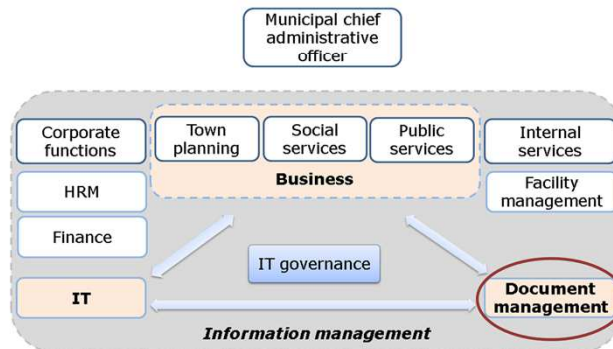 Municipal chief
administrative
officer
Corporate
functions
Town
planning
Social
services
Public
services
Internal
services
Business
HRM
Facility
management
Finance
IT governance
IT
Document
management
Information management